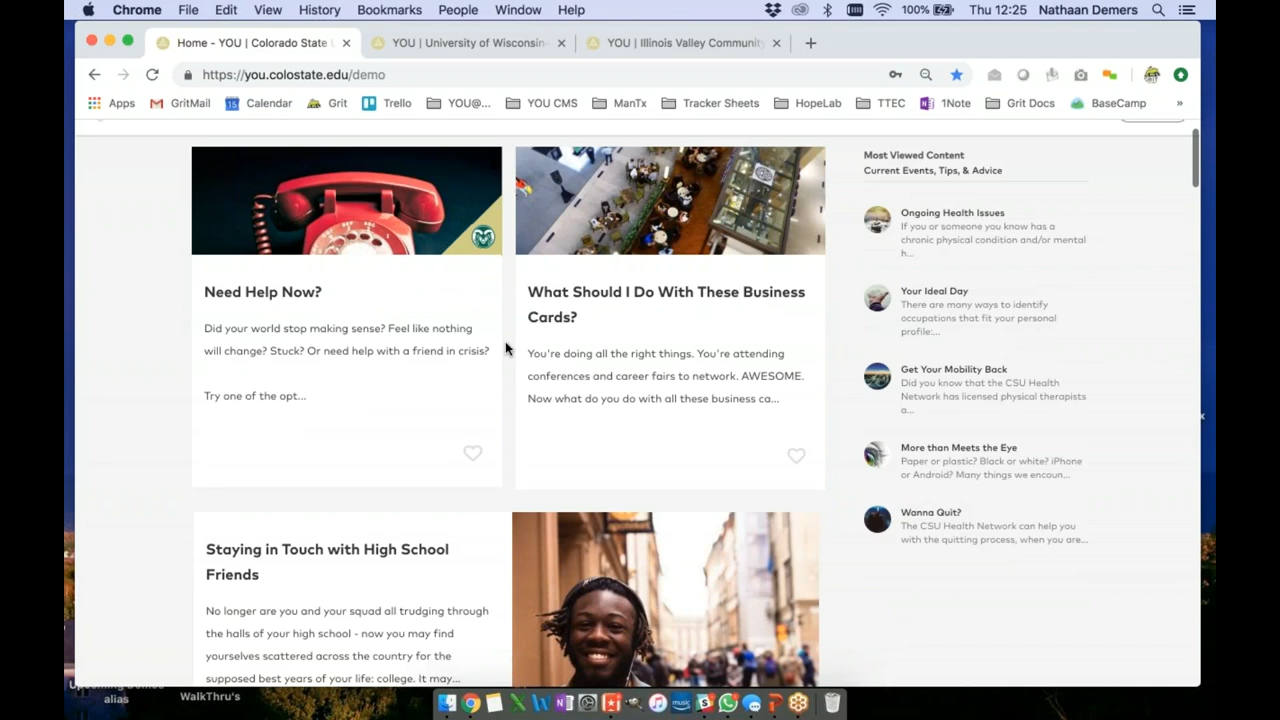 Chrome File Edit View History Bookmarks People Window Help 100% Thu 12:25 Nathaan Demers
Home - YOU | Colorado State YOU | University of Wisconsin- YOU | Illinois Valley Community
https://you.colostate.edu/demo
Apps GritMail 15 Calendar Grit Trello YOU@... YOU CMS ManTx Tracker Sheets HopeLab TTEC 1Note Grit Docs BaseCamp »
Most Viewed Content
Current Events, Tips, & Advice
Ongoing Health Issues
If you or someone you know has a
chronic physical condition and/or mental
h...
Your Ideal Day
There are many ways to identify
occupations that fit your personal
profile:...
Get Your Mobility Back
Did you know that the CSU Health
Network has licensed physical therapists
a...
More than Meets the Eye
Paper or plastic? Black or white? iPhone
or Android? Many things we encoun...
Wanna Quit?
The CSU Health Network can help you
with the quitting process, when you are...
Need Help Now?
Did your world stop making sense? Feel like nothing
will change? Stuck? Or need help with a friend in crisis?
Try one of the opt...
What Should I Do With These Business
Cards?
You're doing all the right things. You're attending
conferences and career fairs to network. AWESOME.
Now what do you do with all these business ca...
Staying in Touch with High School
Friends
No longer are you and your squad all trudging through
the halls of your high school - now you may find
yourselves scattered across the country for the
supposed best years of your life: college. It may...
alias
WalkThru's
music